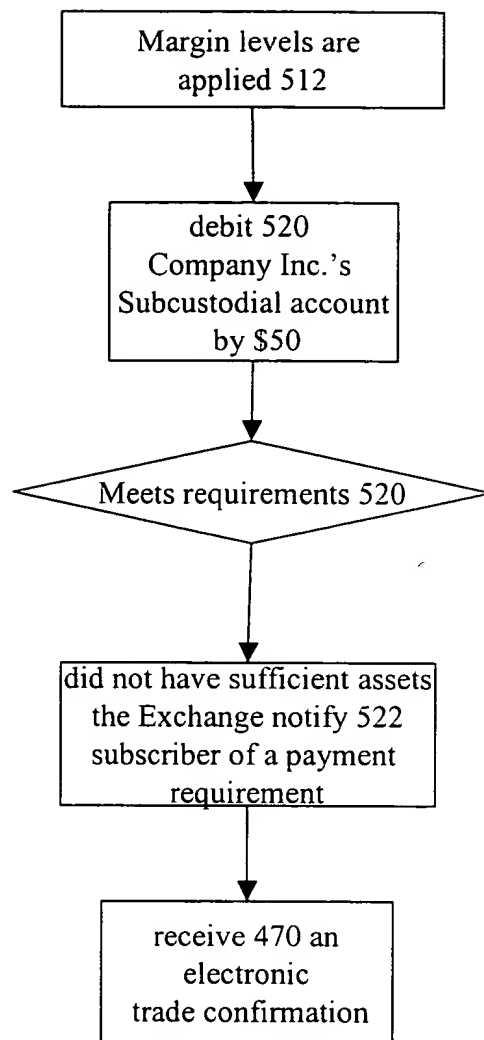 Margin levels are
applied 512
debit 520
Company Inc.'s
Subcustodial account
by $50
Meets requirements 520
did not have sufficient assets
the Exchange notify 522
subscriber of a payment
requirement
receive 470 an
electronic
trade confirmation